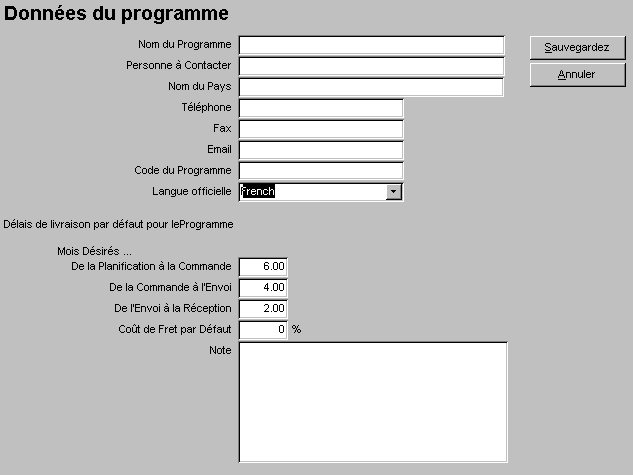 Données du programme
Nom du Programme
Sauvegardez
Personne à Contacter
Annuler
Nom du Pays
Téléphone
Fax
Email
Code du Programme
Langue officielle French
Délais de livraison par défaut pour leProgramme
Mois Désirés ...
De la Planification à la Commande 6.00
De la Commande à l'Envoi 4.00
De l'Envoi à la Réception 2.00
Coût de Fret par Défaut 0 %
Note